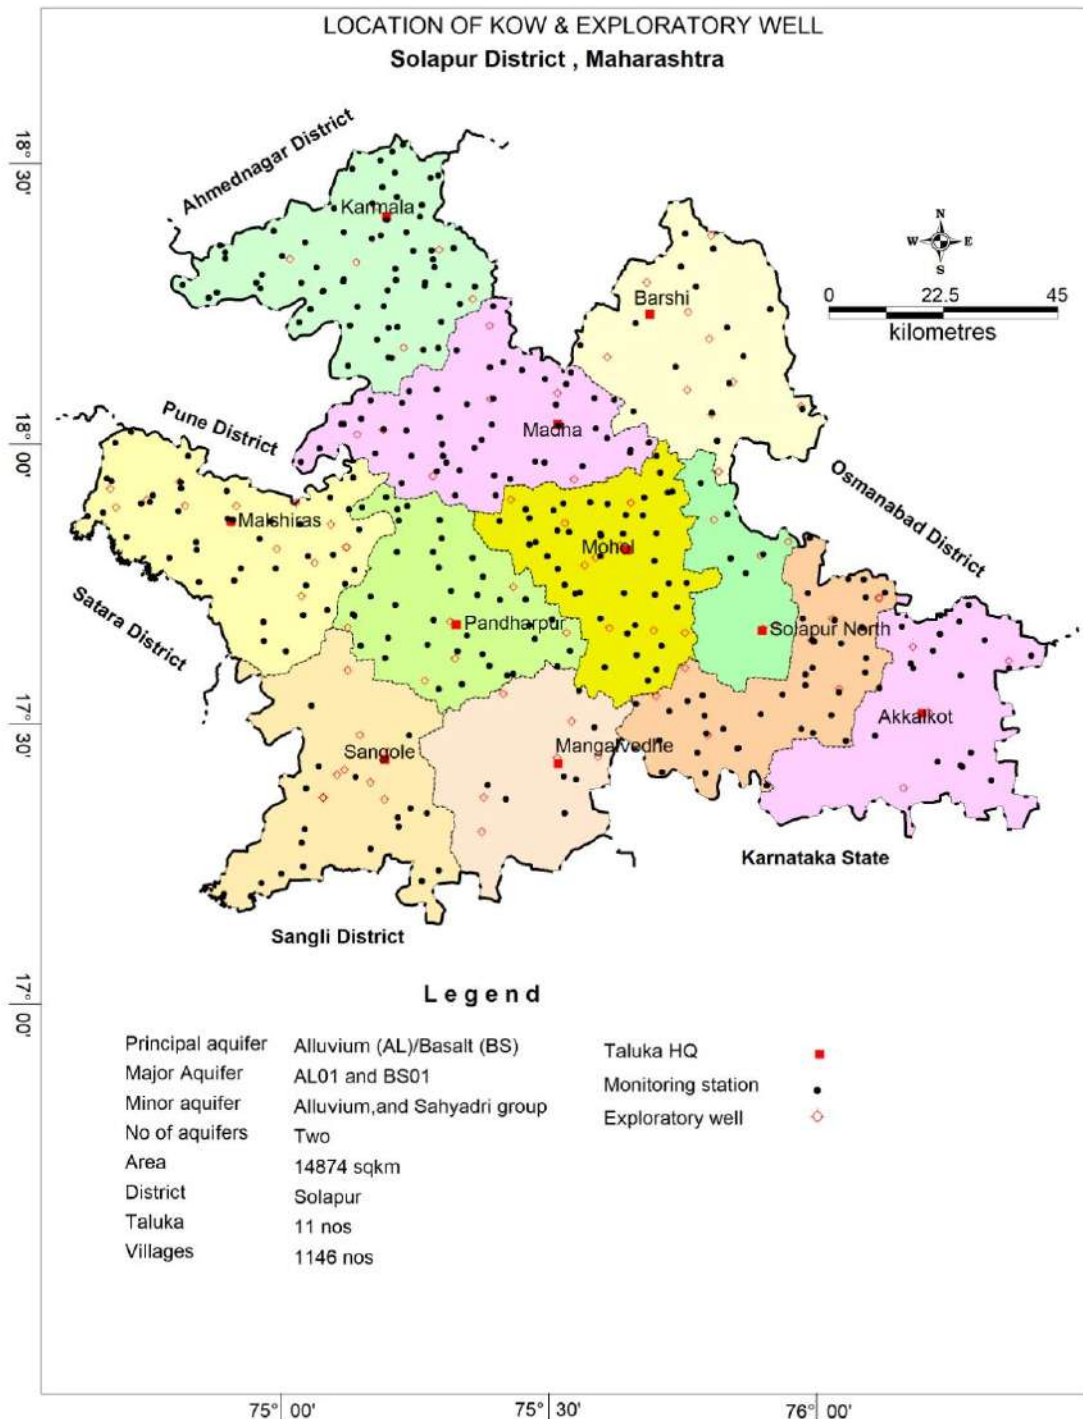 LOCATION OF KOW & EXPLORATORY WELL
Solapur District , Maharashtra
Ahmednagar District
18° 30'
Karmala
N
W E
S
Barshi
0 22.5 45
kilometres
Pune District
Madha
18° 00'
Osmanabad District
Malshiras
Mohol
Satara District
Pandharpur
Solapur North
17° 30'
Akkalkot
Sangole
Mangalvedhe
Karnataka State
Sangli District
17° 00'
Legend
Principal aquifer Alluvium (AL)/Basalt (BS)
Major Aquifer AL01 and BS01
Minor aquifer Alluvium,and Sahyadri group
No of aquifers Two
Area 14874 sqkm
District Solapur
Taluka 11 nos
Villages 1146 nos
Taluka HQ
Monitoring station
Exploratory well
75° 00' 75° 30' 76° 00'